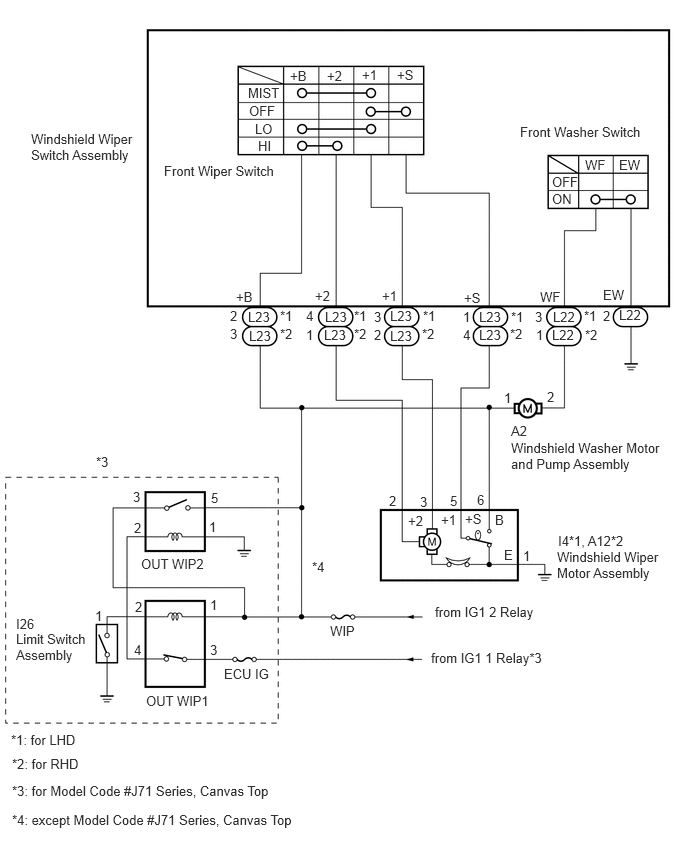 +B +2 +1 +S
MIST
OFF
LO
HI
Windshield Wiper
Switch Assembly
Front Wiper Switch
Front Washer Switch
WF EW
OFF
ON
+B +2 +1 +S WF EW
2 L23 *1 4 L23 *1 3 L23 *1 1 L23 *1 3 L22 *1 2 L22
3 L23 *2 1 L23 *2 2 L23 *2 4 L23 *2 1 L22 *2
1 M 2
A2
Windshield Washer Motor
and Pump Assembly
*3
2 3 5 6
+2 +1 +S B
M
E 1
I4*1, A12*2
Windshield Wiper
Motor Assembly
3 5
2 1
OUT WIP2
*4
I26
Limit Switch
Assembly
1
2 1
4 3
OUT WIP1
WIP
from IG1 2 Relay
ECU IG
from IG1 1 Relay*3
*1: for LHD
*2: for RHD
*3: for Model Code #J71 Series, Canvas Top
*4: except Model Code #J71 Series, Canvas Top